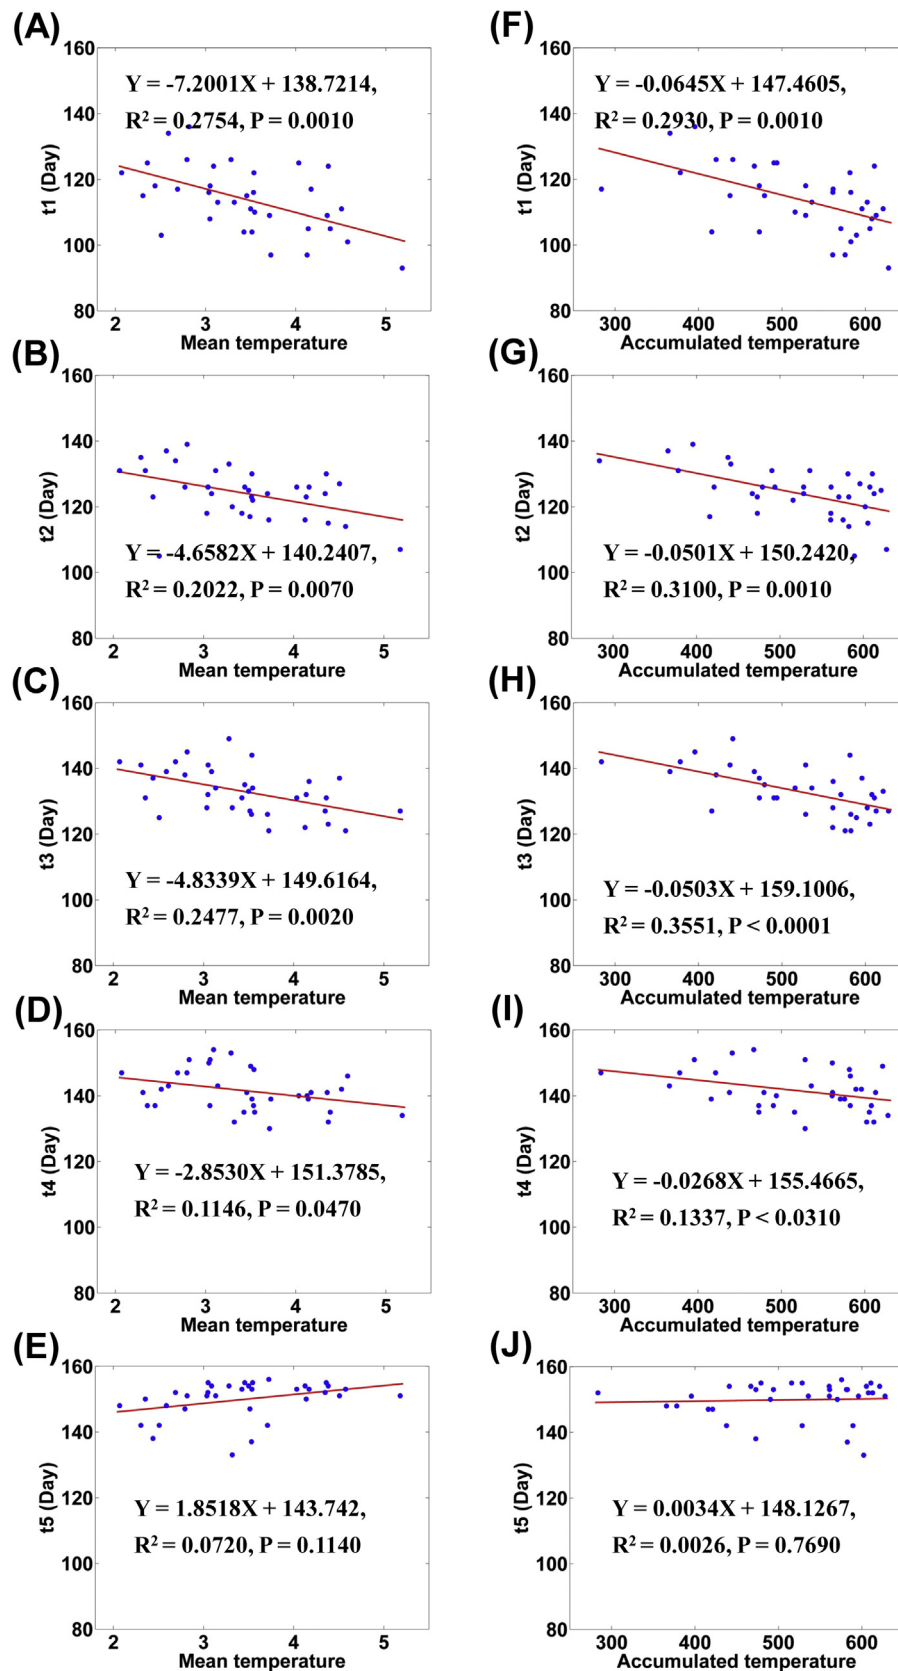 (A)
160
140
120
100
80
t1 (Day)
Y = -7.2001X + 138.7214,
R² = 0.2754, P = 0.0010
2 3 4 5
Mean temperature
(F)
160
140
120
100
80
t1 (Day)
Y = -0.0645X + 147.4605,
R² = 0.2930, P = 0.0010
300 400 500 600
Accumulated temperature
(B)
160
140
120
100
80
t2 (Day)
Y = -4.6582X + 140.2407,
R² = 0.2022, P = 0.0070
2 3 4 5
Mean temperature
(G)
160
140
120
100
80
t2 (Day)
Y = -0.0501X + 150.2420,
R² = 0.3100, P = 0.0010
300 400 500 600
Accumulated temperature
(C)
160
140
120
100
80
t3 (Day)
Y = -4.8339X + 149.6164,
R² = 0.2477, P = 0.0020
2 3 4 5
Mean temperature
(H)
160
140
120
100
80
t3 (Day)
Y = -0.0503X + 159.1006,
R² = 0.3551, P < 0.0001
300 400 500 600
Accumulated temperature
(D)
160
140
120
100
80
t4 (Day)
Y = -2.8530X + 151.3785,
R² = 0.1146, P = 0.0470
2 3 4 5
Mean temperature
(I)
160
140
120
100
80
t4 (Day)
Y = -0.0268X + 155.4665,
R² = 0.1337, P < 0.0310
300 400 500 600
Accumulated temperature
(E)
160
140
120
100
80
t5 (Day)
Y = 1.8518X + 143.742,
R² = 0.0720, P = 0.1140
2 3 4 5
Mean temperature
(J)
160
140
120
100
80
t5 (Day)
Y = 0.0034X + 148.1267,
R² = 0.0026, P = 0.7690
300 400 500 600
Accumulated temperature